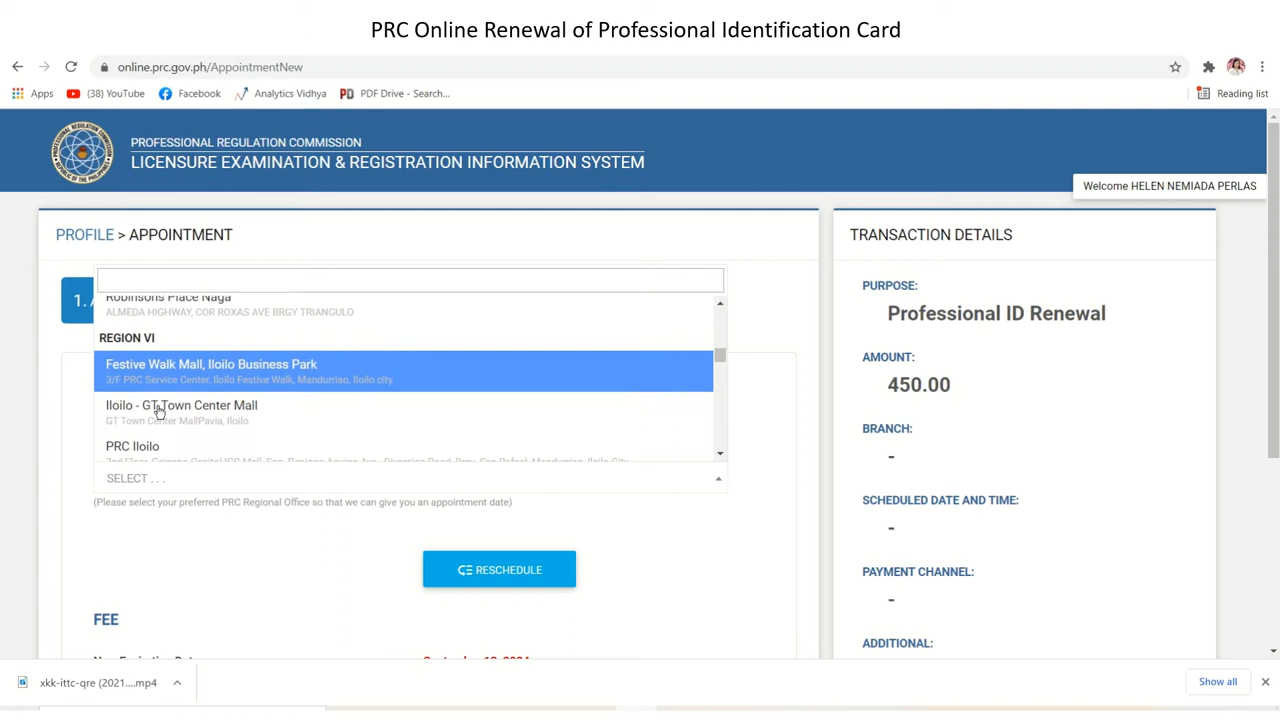 PRC Online Renewal of Professional Identification Card
online.prc.gov.ph/AppointmentNew
Apps (38) YouTube Facebook Analytics Vidhya PDF Drive - Search... Reading list
PROFESSIONAL REGULATION COMMISSION
LICENSURE EXAMINATION & REGISTRATION INFORMATION SYSTEM
Welcome HELEN NEMIADA PERLAS
PROFILE > APPOINTMENT
TRANSACTION DETAILS
1. A
Robinsons Place Naga
ALMEDA HIGHWAY, COR ROXAS AVE BRGY TRIANGULO
REGION VI
Festive Walk Mall, Iloilo Business Park
3/F PRC Service Center, Iloilo Festive Walk, Mandurriao, Iloilo city
Iloilo - GT Town Center Mall
GT Town Center MallPavia, Iloilo
PRC Iloilo
SELECT . . .
(Please select your preferred PRC Regional Office so that we can give you an appointment date)
RESCHEDULE
FEE
PURPOSE:
Professional ID Renewal
AMOUNT:
450.00
BRANCH:
-
SCHEDULED DATE AND TIME:
-
PAYMENT CHANNEL:
-
ADDITIONAL:
xkk-ittc-qre (2021....mp4
Show all